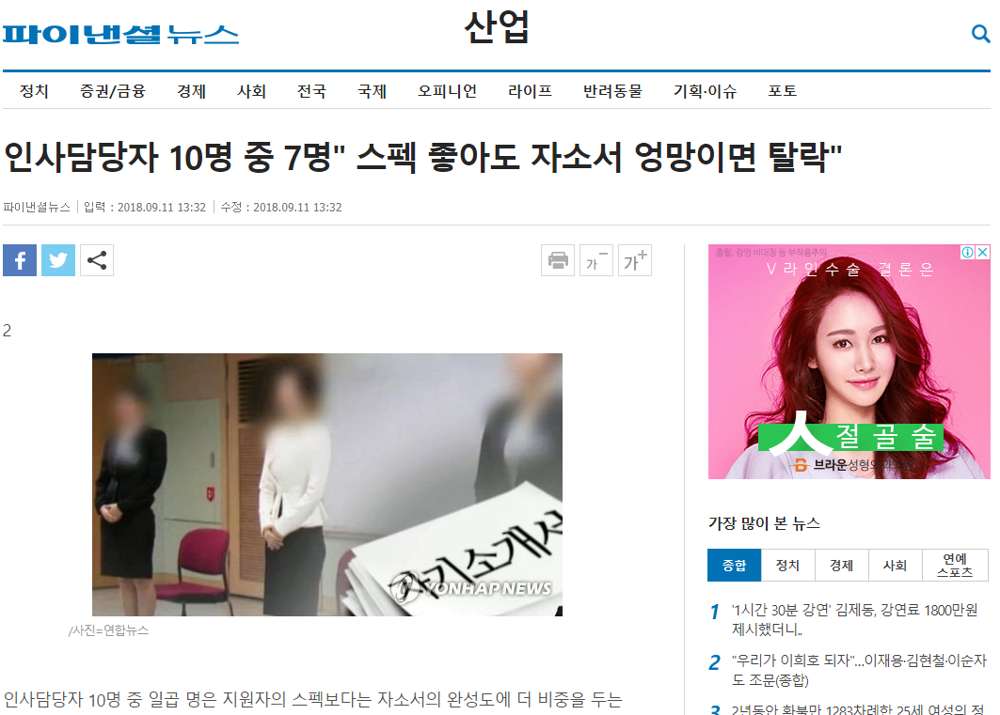 파이낸셜뉴스
산업
정치 증권/금융 경제 사회 전국 국제 오피니언 라이프 반려동물 기획·이슈 포토
인사담당자 10명 중 7명" 스펙 좋아도 자소서 엉망이면 탈락"
파이낸셜뉴스 입력 : 2018.09.11 13:32 수정 : 2018.09.11 13:32
가- 가+
2
자기소개서
YONHAP NEWS
/사진=연합뉴스
인사담당자 10명 중 일곱 명은 지원자의 스펙보다는 자소서의 완성도에 더 비중을 두는
출혈, 감염 비대칭 등 부작용주의
V라인수술 결론은
ㅅ절골술
브라운성형외과
가장 많이 본 뉴스
종합 정치 경제 사회 연예
스포츠
1 '1시간 30분 강연' 김제동, 강연료 1800만원
제시했더니..
2 "우리가 이희호 되자"...이재용·김현철·이순자
도 조문(종합)
3 2년동안 환불만 1283차례한 25세 여성의 정